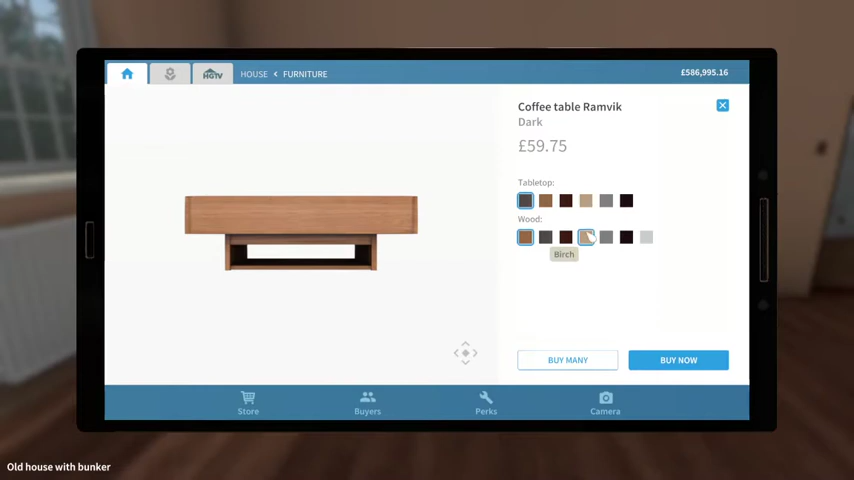 HGTV
HOUSE < FURNITURE
£586,995.16
Coffee table Ramvik
Dark
£59.75
Tabletop:
Wood:
Birch
BUY MANY
BUY NOW
Store
Buyers
Perks
Camera
Old house with bunker